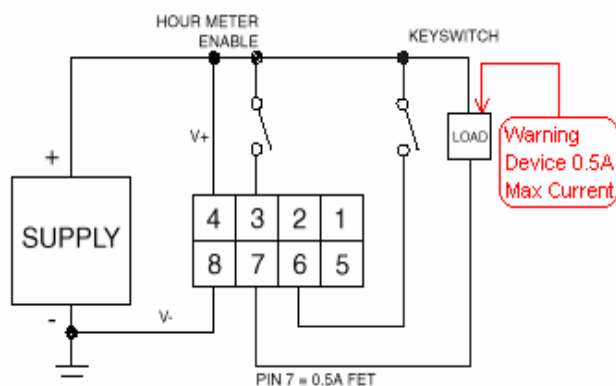 HOUR METER
ENABLE
KEYSWITCH
V+
LOAD
Warning
Device 0.5A
Max Current
+
SUPPLY
-
4 3 2 1
8 7 6 5
V-
PIN 7 = 0.5A FET